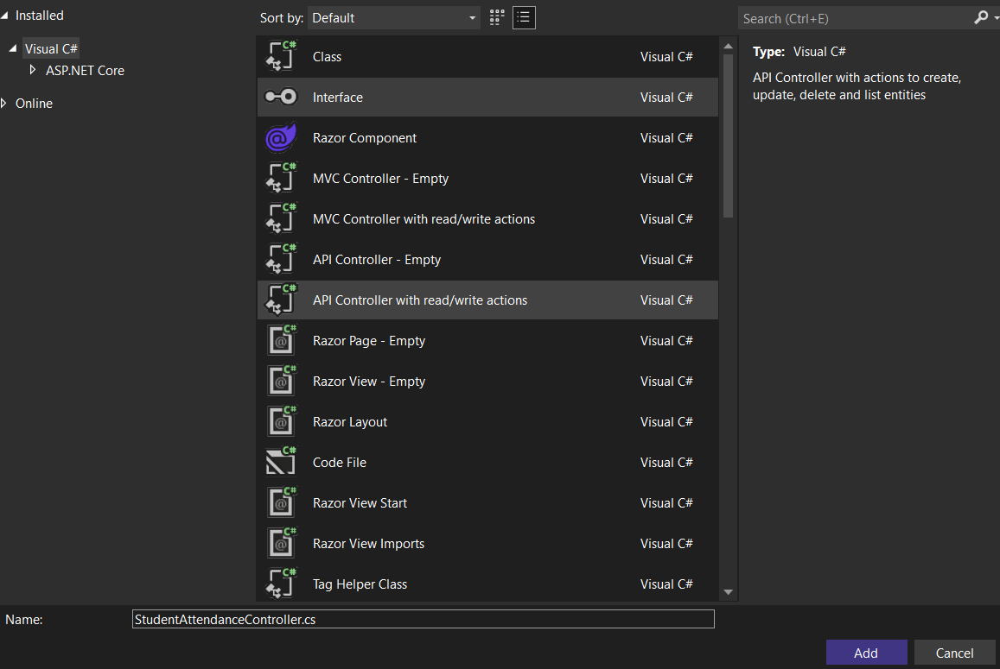 Installed
Visual C#
ASP.NET Core
Online
Sort by: Default
C# Class Visual C#
Interface Visual C#
@ Razor Component Visual C#
C# MVC Controller - Empty Visual C#
C# MVC Controller with read/write actions Visual C#
C# API Controller - Empty Visual C#
C# API Controller with read/write actions Visual C#
C# @ Razor Page - Empty Visual C#
C# @ Razor View - Empty Visual C#
C# @ Razor Layout Visual C#
C# Code File Visual C#
C# @ Razor View Start Visual C#
C# @ Razor View Imports Visual C#
C# Tag Helper Class Visual C#
Search (Ctrl+E)
Type: Visual C#
API Controller with actions to create,
update, delete and list entities
Name: StudentAttendanceController.cs
Add Cancel